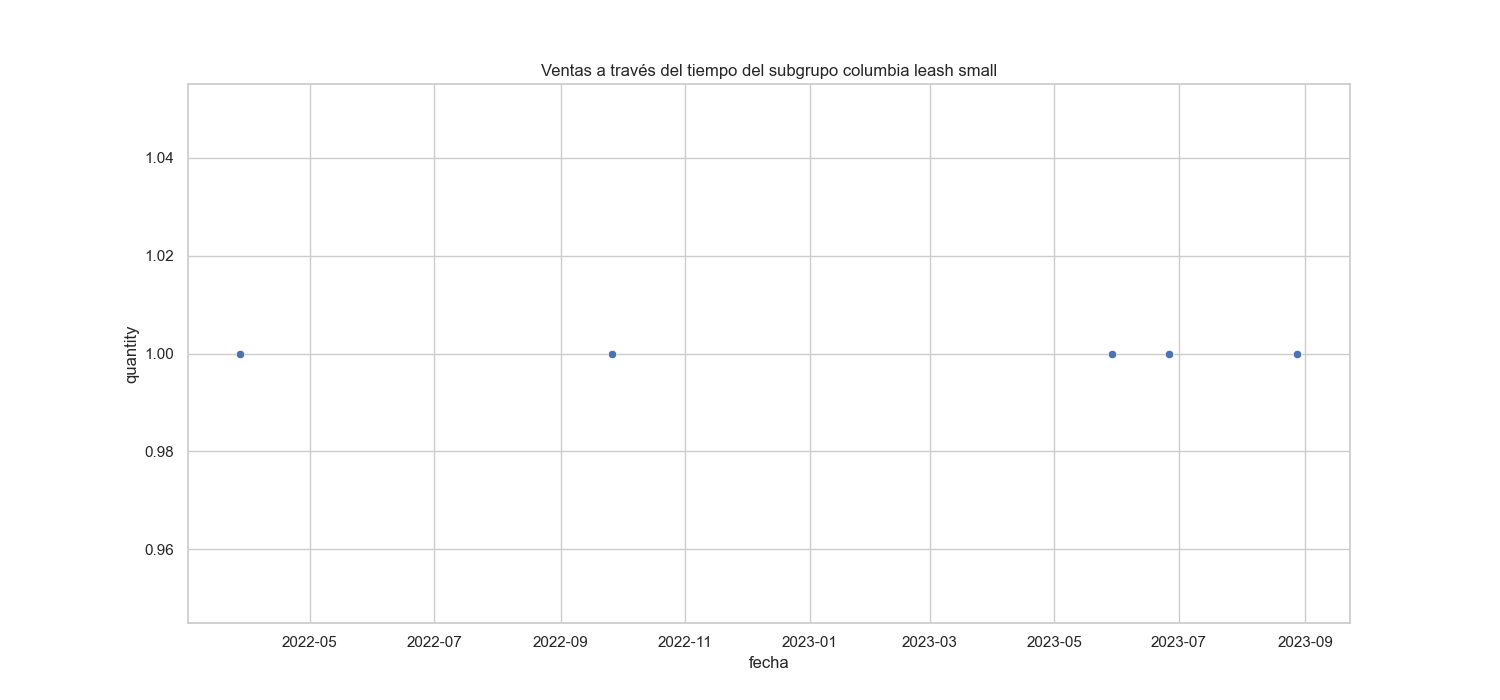 Ventas a través del tiempo del subgrupo columbia leash small
1.04
1.02
1.00
0.98
0.96
quantity
2022-05 2022-07 2022-09 2022-11 2023-01 2023-03 2023-05 2023-07 2023-09
fecha